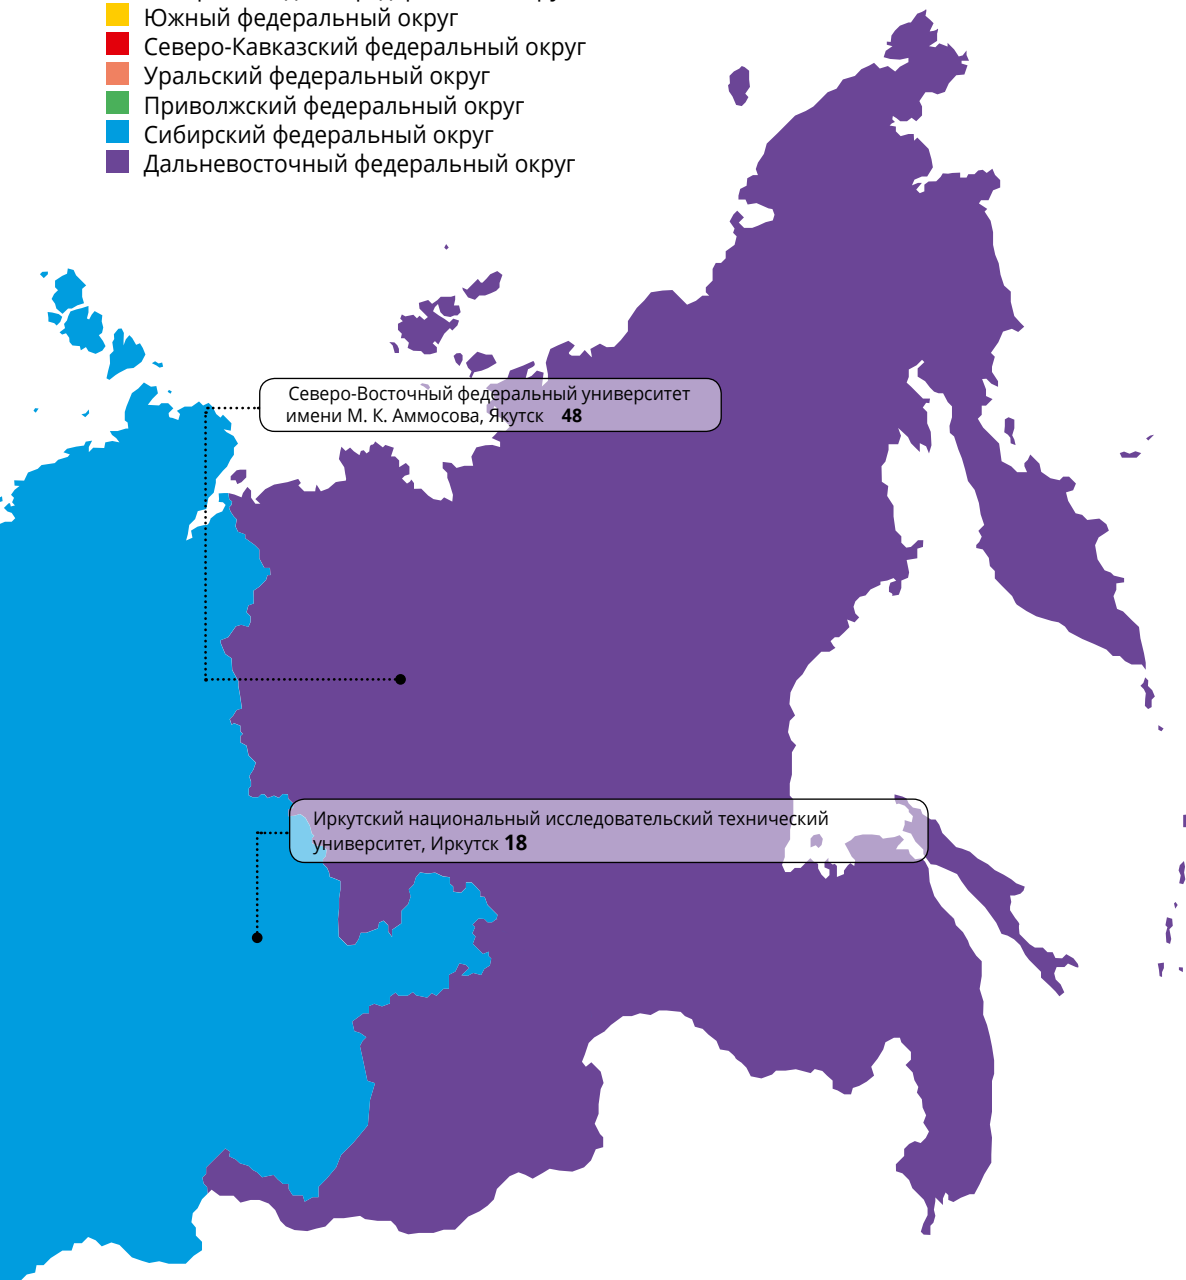 Южный федеральный округ
Северо-Кавказский федеральный округ
Уральский федеральный округ
Приволжский федеральный округ
Сибирский федеральный округ
Дальневосточный федеральный округ
Северо-Восточный федеральный университет
имени М. К. Аммосова, Якутск 48
Иркутский национальный исследовательский технический
университет, Иркутск 18